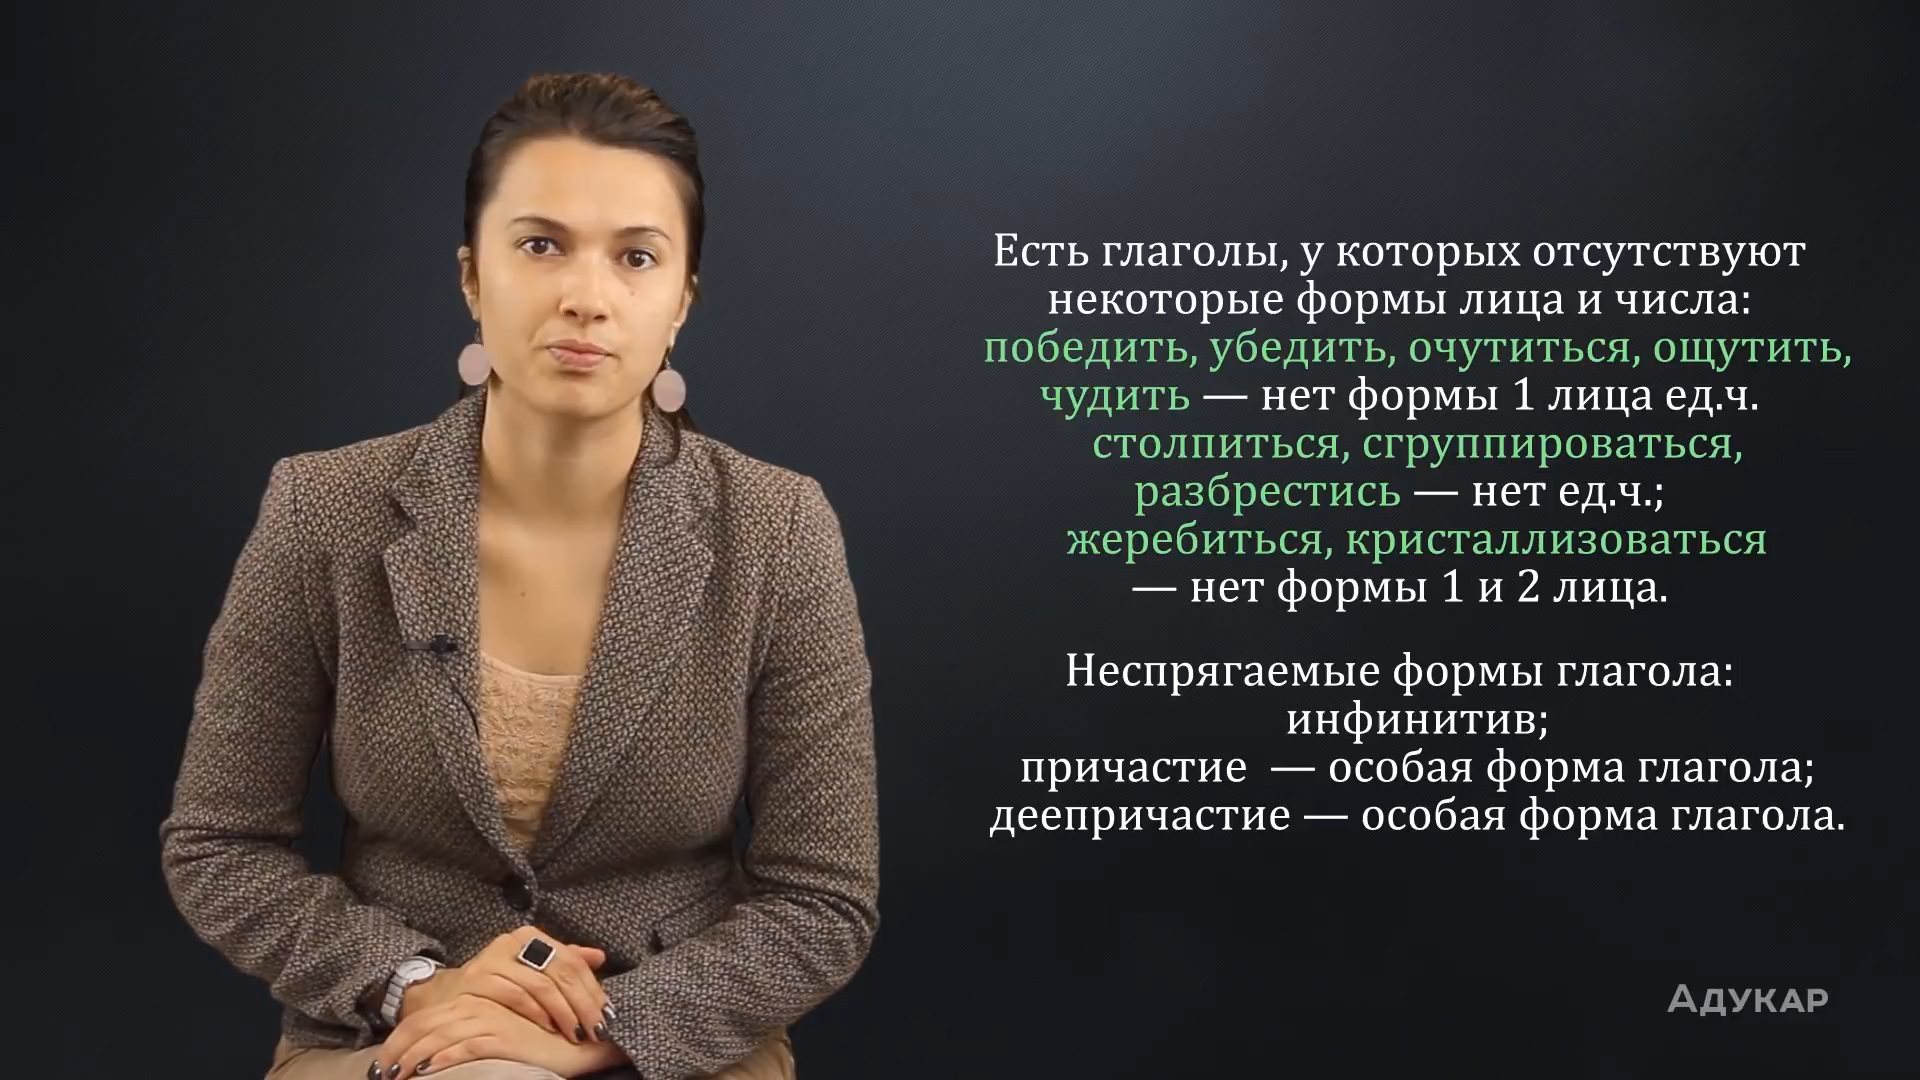 Есть глаголы, у которых отсутствуют
некоторые формы лица и числа:
победить, убедить, очутиться, ощутить,
чудить — нет формы 1 лица ед.ч.
столпиться, сгруппироваться,
разбрестись — нет ед.ч.;
жеребиться, кристаллизоваться
— нет формы 1 и 2 лица.
Неспрягаемые формы глагола:
инфинитив;
причастие — особая форма глагола;
деепричастие — особая форма глагола.
Адукар